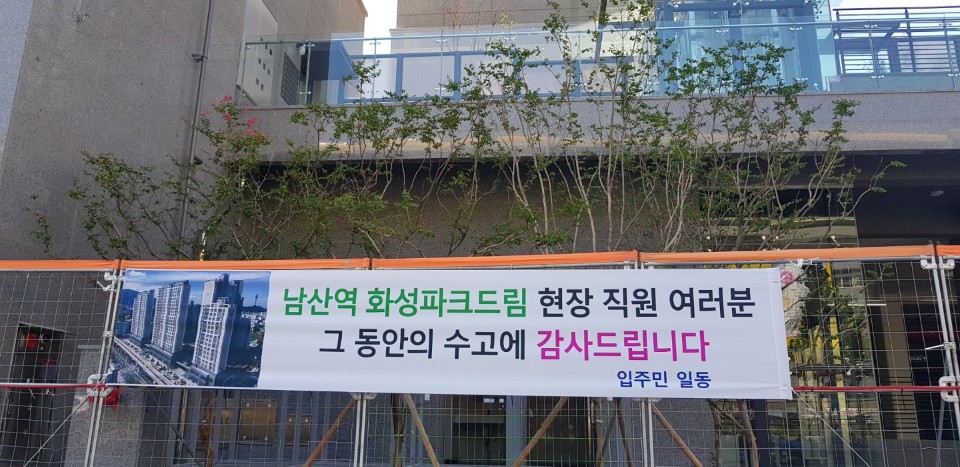 남산역 화성파크드림 현장 직원 여러분
그 동안의 수고에 감사드립니다
입주민 일동